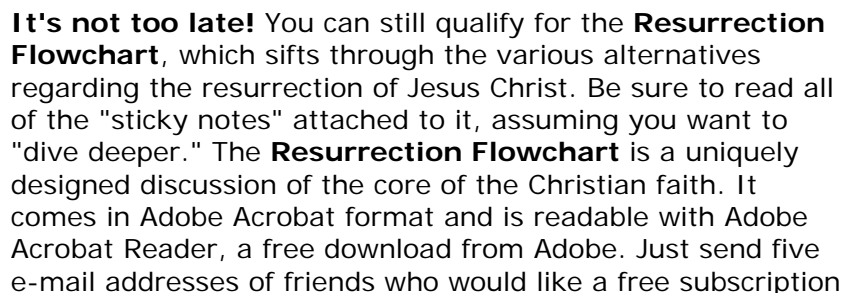 It's not too late! You can still qualify for the Resurrection
Flowchart, which sifts through the various alternatives
regarding the resurrection of Jesus Christ. Be sure to read all
of the "sticky notes" attached to it, assuming you want to
"dive deeper." The Resurrection Flowchart is a uniquely
designed discussion of the core of the Christian faith. It
comes in Adobe Acrobat format and is readable with Adobe
Acrobat Reader, a free download from Adobe. Just send five
e-mail addresses of friends who would like a free subscription